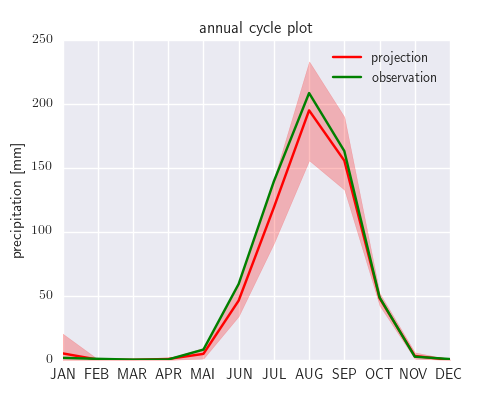 annual cycle plot
projection
observation
precipitation [mm]
250
200
150
100
50
0
JAN FEB MAR APR MAI JUN JUL AUG SEP OCT NOV DEC